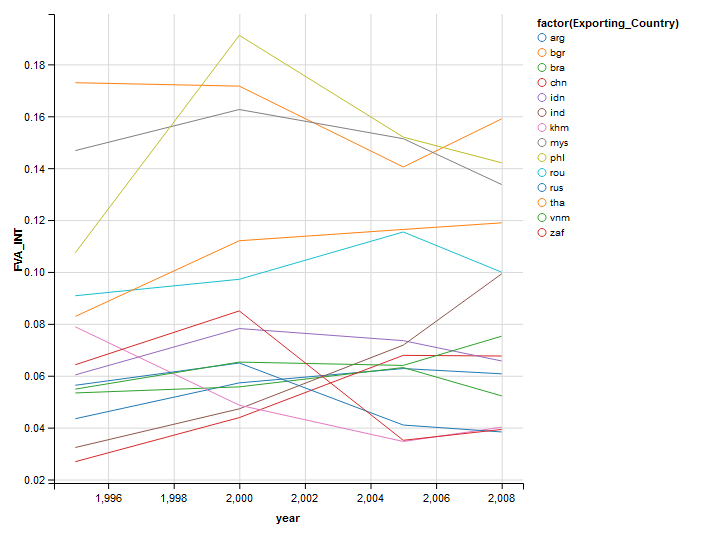 factor(Exporting_Country)
arg
bgr
bra
chn
idn
ind
khm
mys
phl
rou
rus
tha
vnm
zaf
FVA_INT
0.18
0.16
0.14
0.12
0.10
0.08
0.06
0.04
0.02
1,996
1,998
2,000
2,002
2,004
2,006
2,008
year